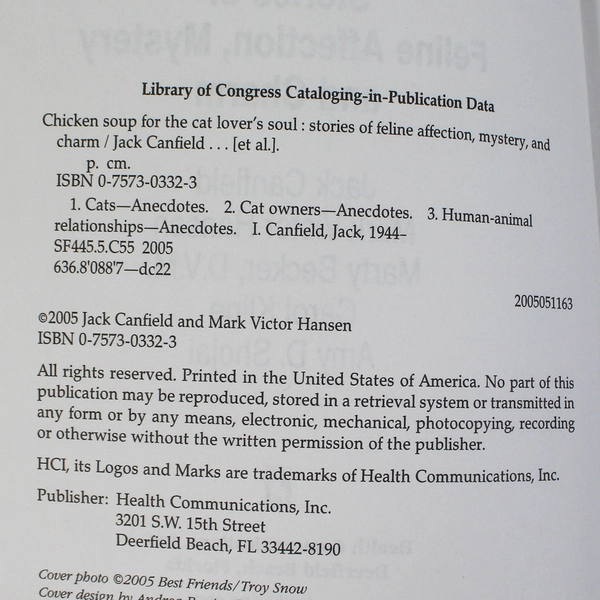 Library of Congress Cataloging-in-Publication Data
Chicken soup for the cat lover's soul : stories of feline affection, mystery, and
charm / Jack Canfield . . . [et al.].
p. cm.
ISBN 0-7573-0332-3
1. Cats—Anecdotes. 2. Cat owners—Anecdotes. 3. Human-animal
relationships—Anecdotes. I. Canfield, Jack, 1944–
SF445.5.C55 2005
636.8'088'7—dc22
2005051163
©2005 Jack Canfield and Mark Victor Hansen
ISBN 0-7573-0332-3
All rights reserved. Printed in the United States of America. No part of this
publication may be reproduced, stored in a retrieval system or transmitted in
any form or by any means, electronic, mechanical, photocopying, recording
or otherwise without the written permission of the publisher.
HCI, its Logos and Marks are trademarks of Health Communications, Inc.
Publisher: Health Communications, Inc.
3201 S.W. 15th Street
Deerfield Beach, FL 33442-8190
Cover photo ©2005 Best Friends/Troy Snow
Cover design by